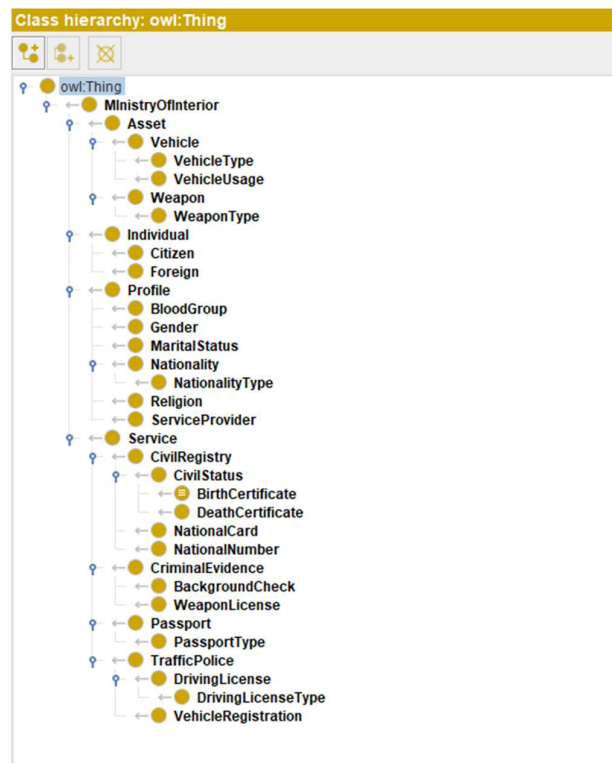 Class hierarchy: owl:Thing
owl:Thing
MInistryOfInterior
Asset
Vehicle
VehicleType
VehicleUsage
Weapon
WeaponType
Individual
Citizen
Foreign
Profile
BloodGroup
Gender
MaritalStatus
Nationality
NationalityType
Religion
ServiceProvider
Service
CivilRegistry
CivilStatus
BirthCertificate
DeathCertificate
NationalCard
NationalNumber
CriminalEvidence
BackgroundCheck
WeaponLicense
Passport
PassportType
TrafficPolice
DrivingLicense
DrivingLicenseType
VehicleRegistration